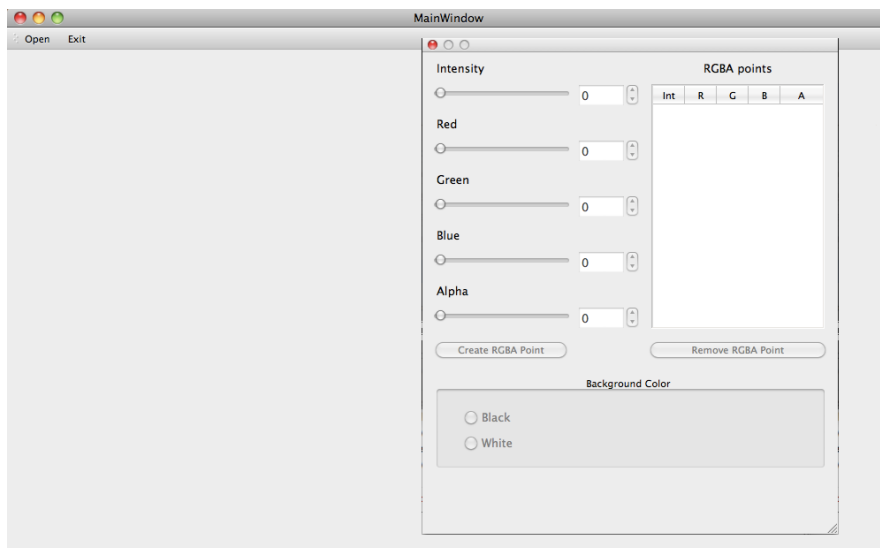 MainWindow
Open Exit
Intensity
0
Red
0
Green
0
Blue
0
Alpha
0
RGBA points
Int R G B A
Create RGBA Point
Remove RGBA Point
Background Color
Black
White